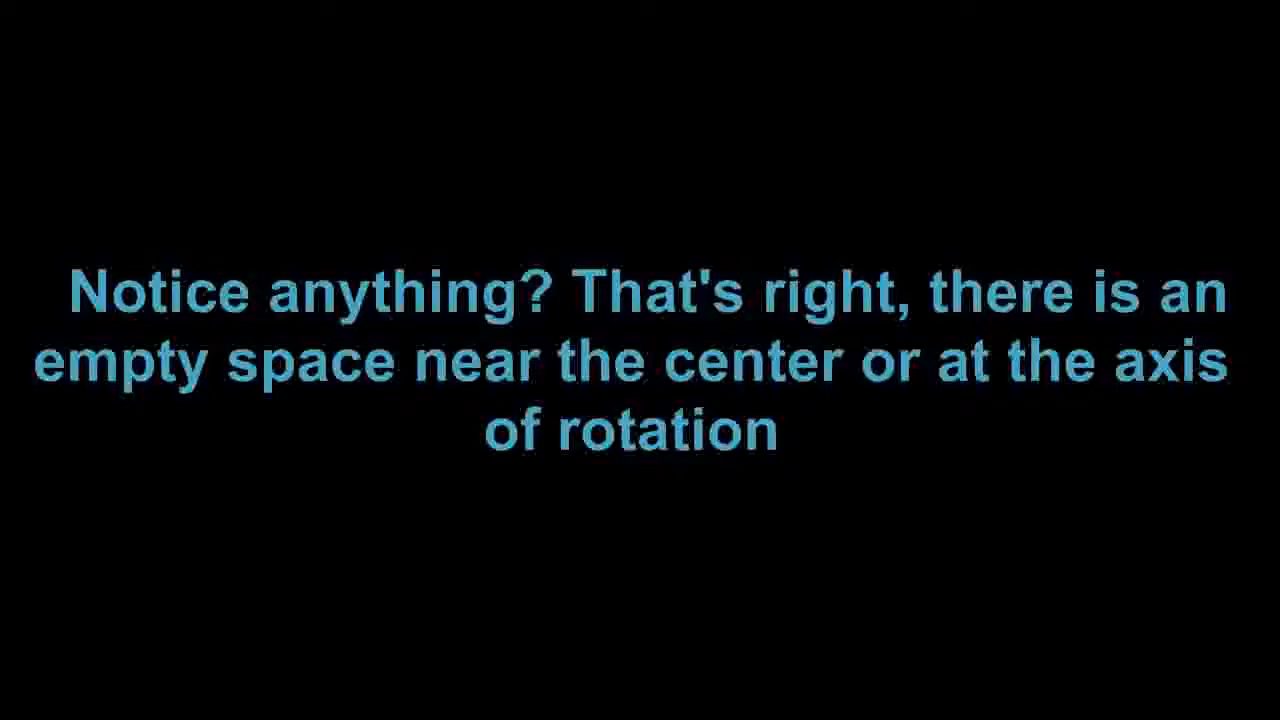 Notice anything? That's right, there is an
empty space near the center or at the axis
of rotation